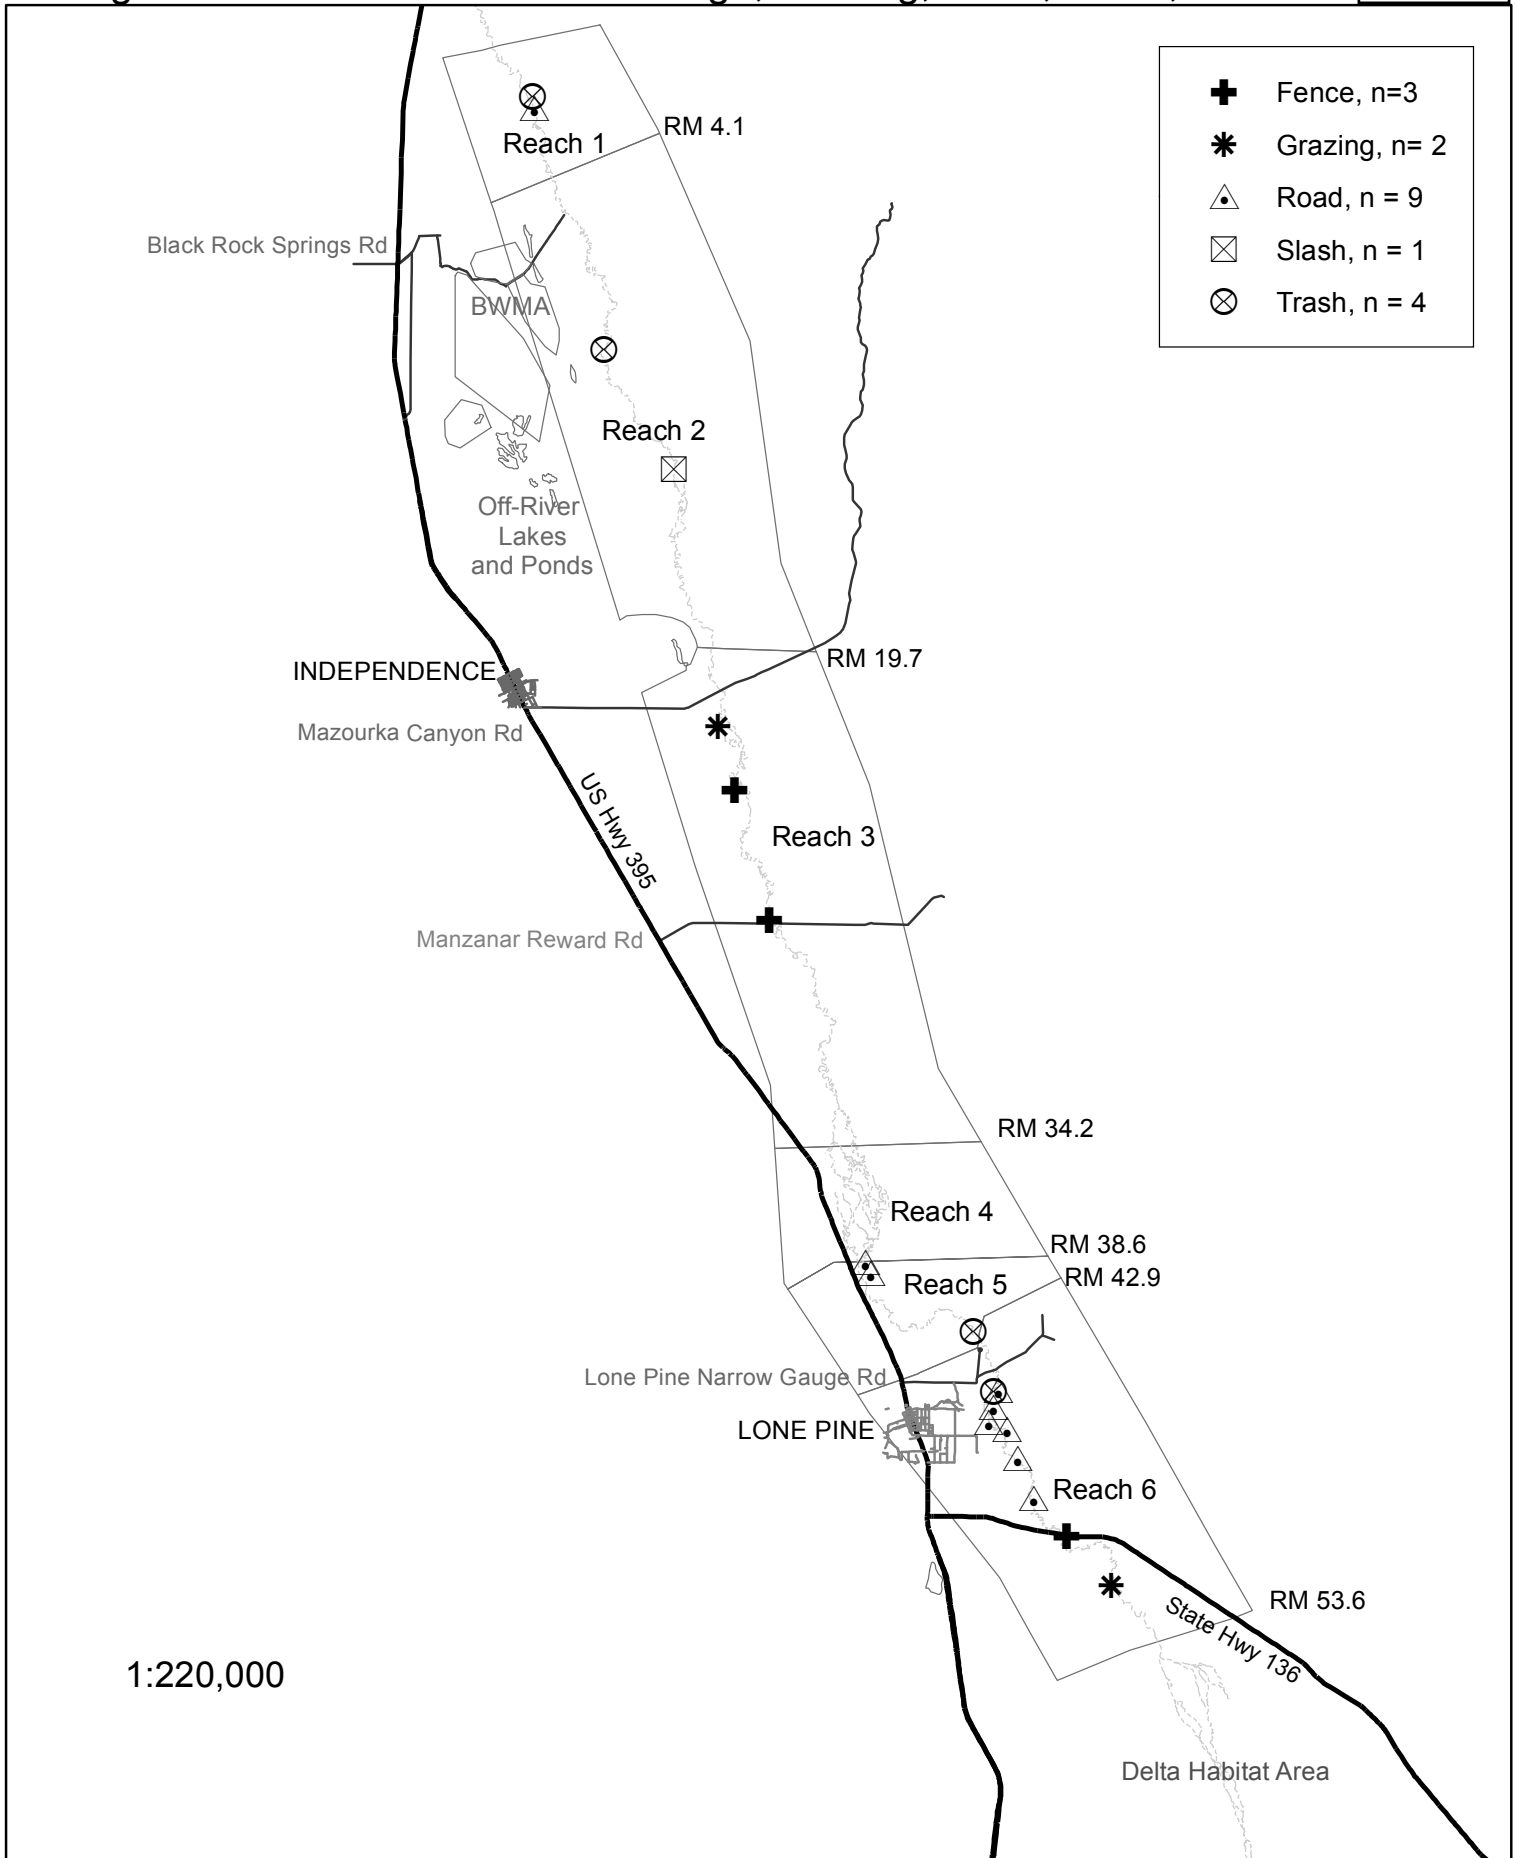 Fence, n=3
Grazing, n= 2
Road, n = 9
Slash, n = 1
Trash, n = 4
RM 4.1
Reach 1
Black Rock Springs Rd
BWMA
Reach 2
Off-River
Lakes
and Ponds
RM 19.7
INDEPENDENCE
Mazourka Canyon Rd
US Hwy 395
Reach 3
Manzanar Reward Rd
RM 34.2
Reach 4
RM 38.6
RM 42.9
Reach 5
Lone Pine Narrow Gauge Rd
LONE PINE
Reach 6
RM 53.6
State Hwy 136
1:220,000
Delta Habitat Area